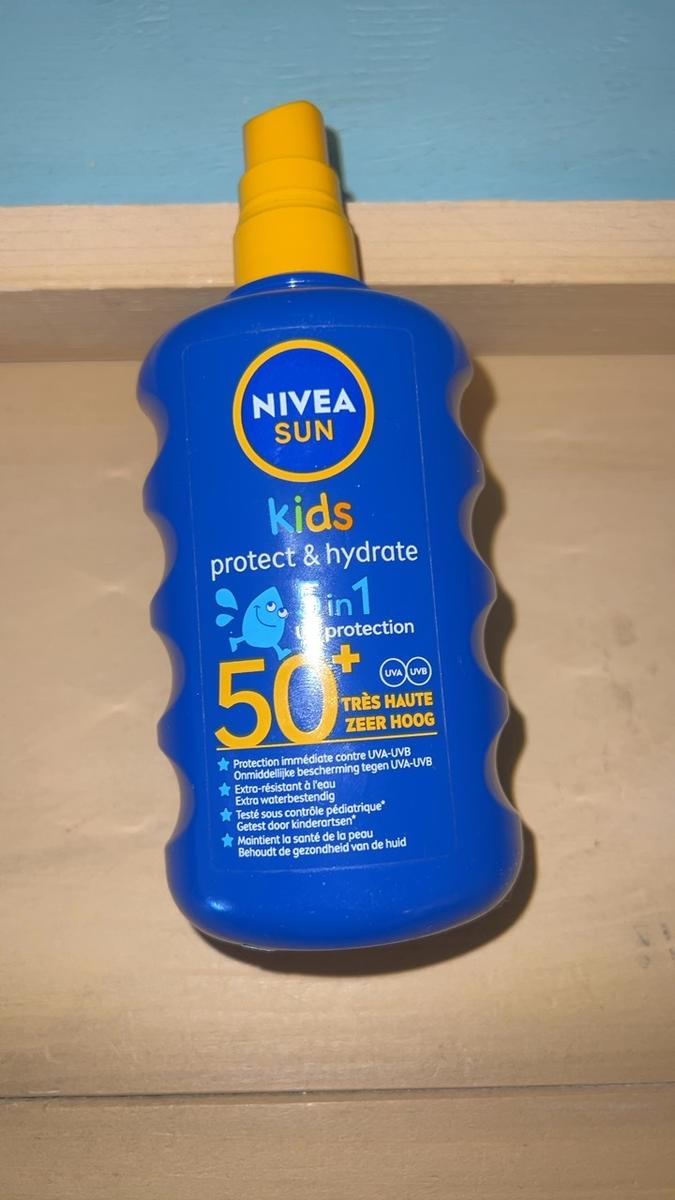 NIVEA
SUN
kids
protect & hydrate
5 in 1
protection
50+
UVA UVB
TRÈS HAUTE
ZEER HOOG
Protection immédiate contre UVA-UVB
Onmiddellijke bescherming tegen UVA-UVB
Extra-résistant à l'eau
Extra waterbestendig
Testé sous contrôle pédiatrique*
Getest door kinderartsen*
Maintient la santé de la peau
Behoudt de gezondheid van de huid